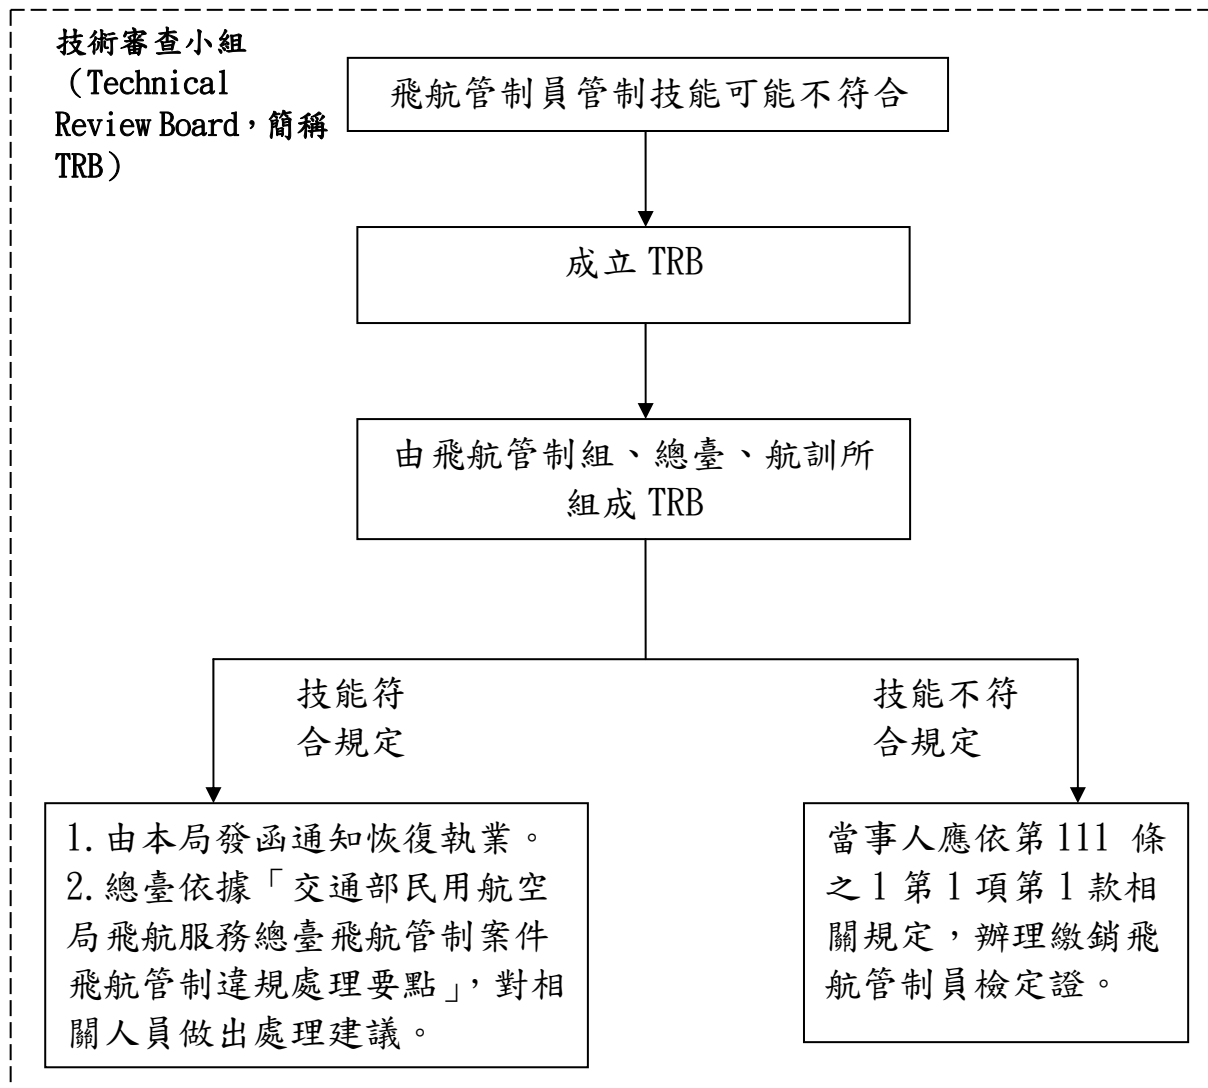 技術審查小組
（Technical
Review Board，簡稱
TRB）
飛航管制員管制技能可能不符合
成立 TRB
由飛航管制組、總臺、航訓所
組成 TRB
技能符
合規定
技能不符
合規定
1.由本局發函通知恢復執業。
2.總臺依據「交通部民用航空
局飛航服務總臺飛航管制案件
飛航管制違規處理要點」，對相
關人員做出處理建議。
當事人應依第 111 條
之 1 第 1 項第 1 款相
關規定，辦理繳銷飛
航管制員檢定證。